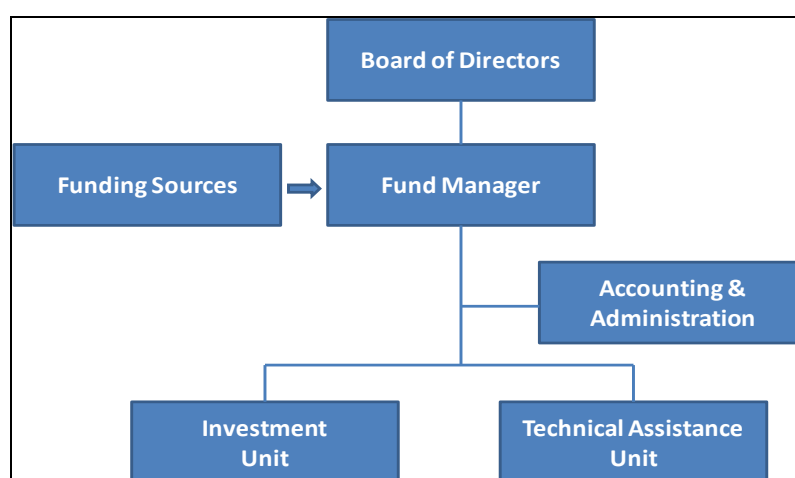 Board of Directors
Funding Sources
Fund Manager
Accounting &
Administration
Investment
Unit
Technical Assistance
Unit